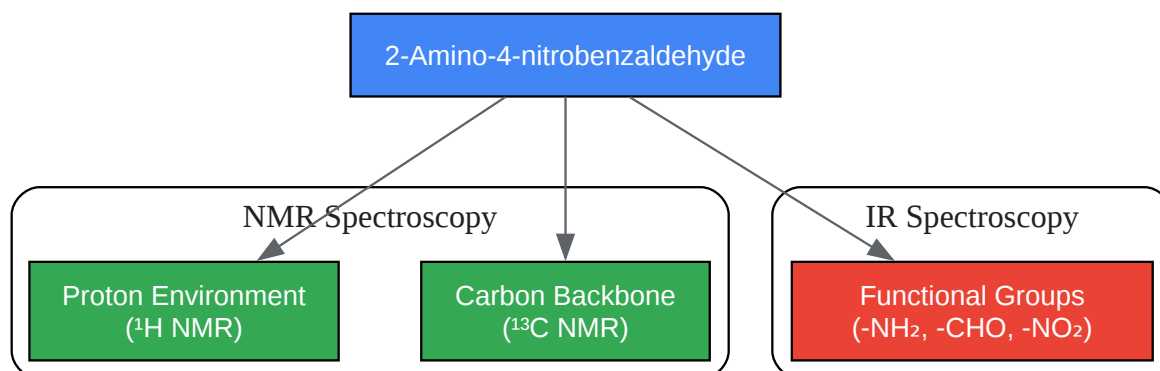 2-Amino-4-nitrobenzaldehyde
NMR Spectroscopy
IR Spectroscopy
Proton Environment
(¹H NMR)
Carbon Backbone
(¹³C NMR)
Functional Groups
(-NH₂, -CHO, -NO₂)